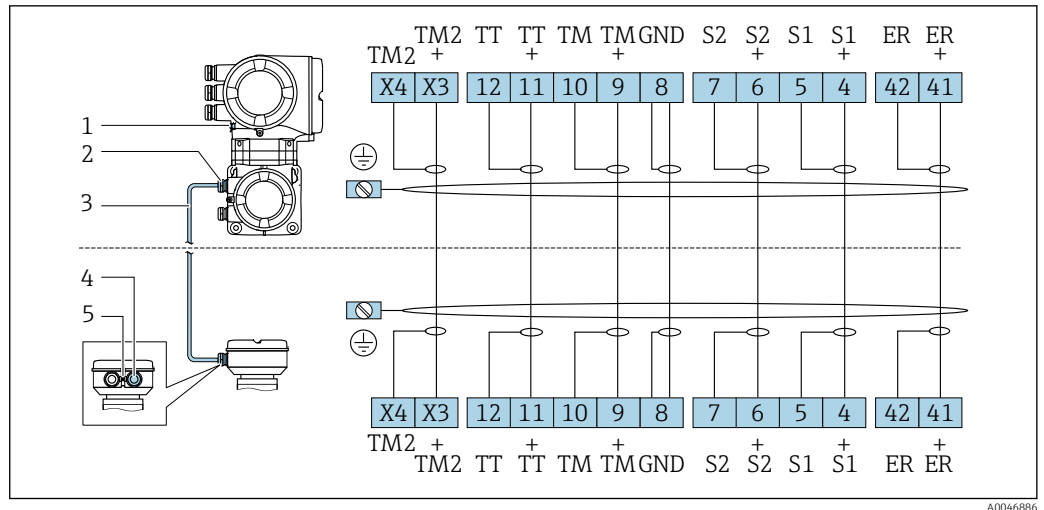 TM2 TT TT TM TM GND S2 S2 S1 S1 ER ER
TM2 + + + + + +
X4 X3 12 11 10 9 8 7 6 5 4 42 41
1
2
3
4
5
X4 X3 12 11 10 9 8 7 6 5 4 42 41
TM2 + + + + + +
TM2 TT TT TM TM GND S2 S2 S1 S1 ER ER
A0046886